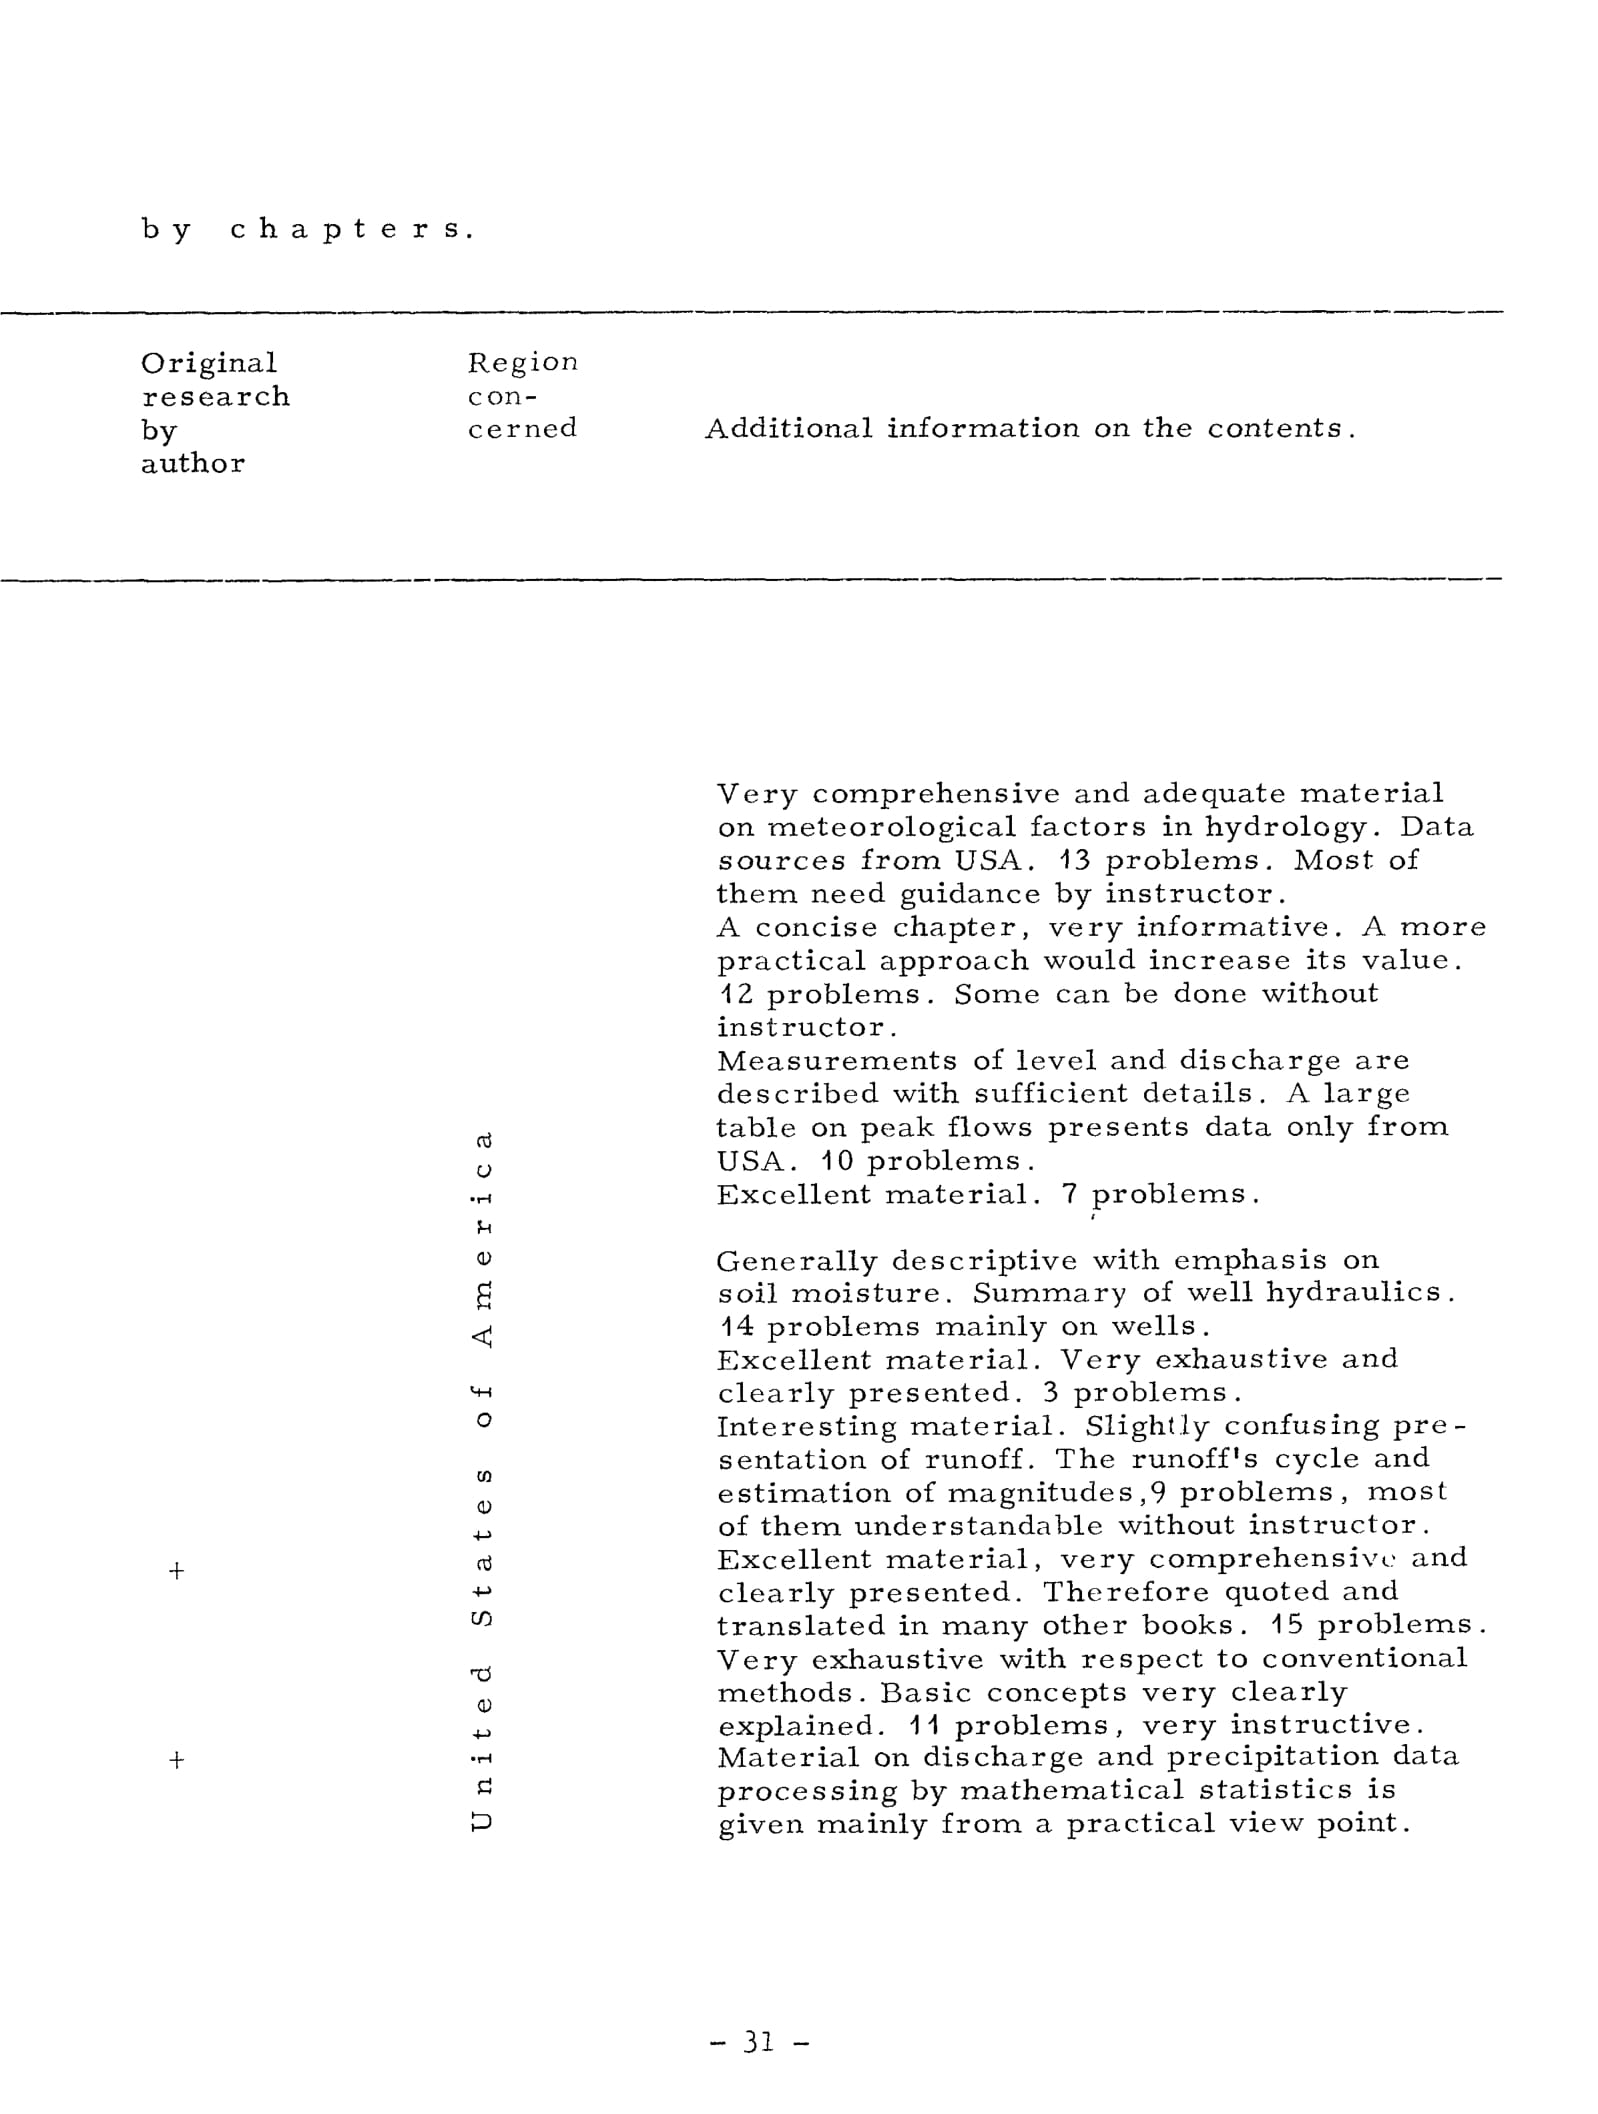 by chapters.
Original
research
by
author
Region
con-
cerned
Additional information on the contents.
Very comprehensive and adequate material
on meteorological factors in hydrology. Data
sources from USA. 13 problems. Most of
them need guidance by instructor.
A concise chapter, very informative. A more
practical approach would increase its value.
12 problems. Some can be done without
instructor.
Measurements of level and discharge are
described with sufficient details. A large
table on peak flows presents data only from
USA. 10 problems.
Excellent material. 7 problems.
Generally descriptive with emphasis on
soil moisture. Summary of well hydraulics.
14 problems mainly on wells.
Excellent material. Very exhaustive and
clearly presented. 3 problems.
Interesting material. Slightly confusing pre-
sentation of runoff. The runoff's cycle and
estimation of magnitudes,9 problems, most
of them understandable without instructor.
+
Excellent material, very comprehensive and
clearly presented. Therefore quoted and
translated in many other books. 15 problems.
Very exhaustive with respect to conventional
methods. Basic concepts very clearly
explained. 11 problems, very instructive.
+
Material on discharge and precipitation data
processing by mathematical statistics is
given mainly from a practical view point.
United States of America
- 31 -